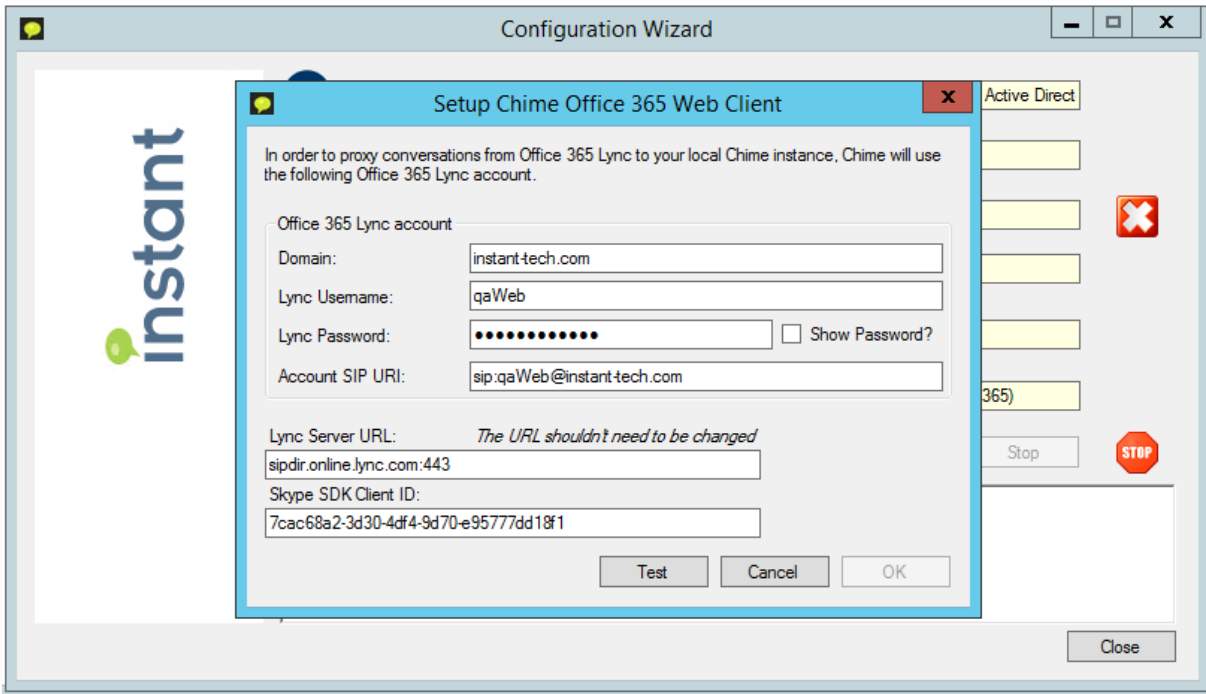 Configuration Wizard
instant
Setup Chime Office 365 Web Client
Active Direct
In order to proxy conversations from Office 365 Lync to your local Chime instance, Chime will use
the following Office 365 Lync account.
Office 365 Lync account
Domain: instant-tech.com
Lync Username: qaWeb
Lync Password: ●●●●●●●●●●●● Show Password?
Account SIP URI: sip:qaWeb@instant-tech.com
365)
Lync Server URL: The URL shouldn't need to be changed
Stop
STOP
sipdir.online.lync.com:443
Skype SDK Client ID:
7cac68a2-3d30-4df4-9d70-e95777dd18f1
Test Cancel OK
Close